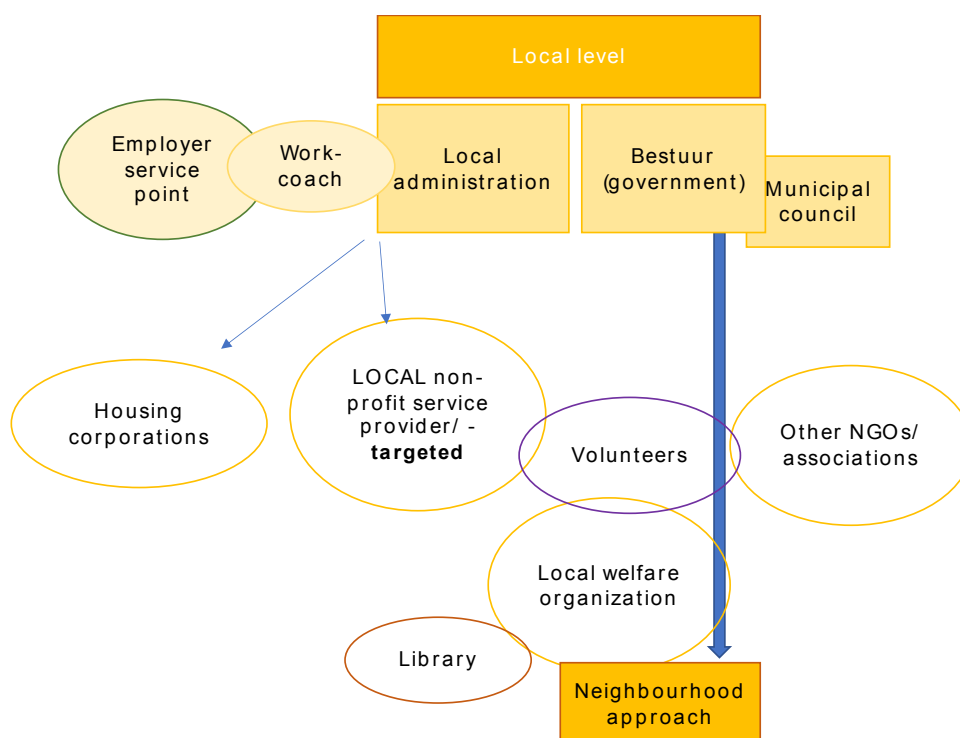 Local level
Employer
service
point
Work-
coach
Local
administration
Bestuur
(government)
Municipal
council
Housing
corporations
LOCAL non-
profit service
provider/ -
targeted
Volunteers
Other NGOs/
associations
Local welfare
organization
Library
Neighbourhood
approach